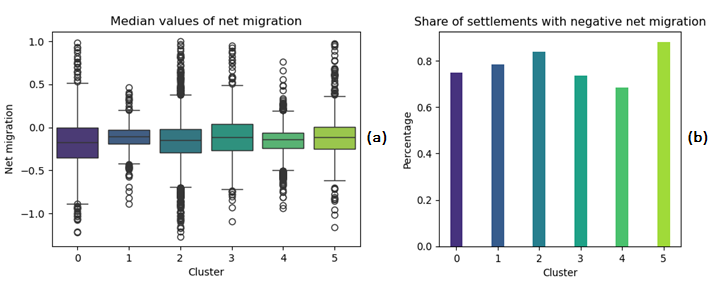 Median values of net migration
1.0
0.5
0.0
−0.5
−1.0
Net migration
0 1 2 3 4 5
Cluster
(a)
Share of settlements with negative net migration
0.8
0.6
0.4
0.2
0.0
Percentage
0 1 2 3 4 5
Cluster
(b)